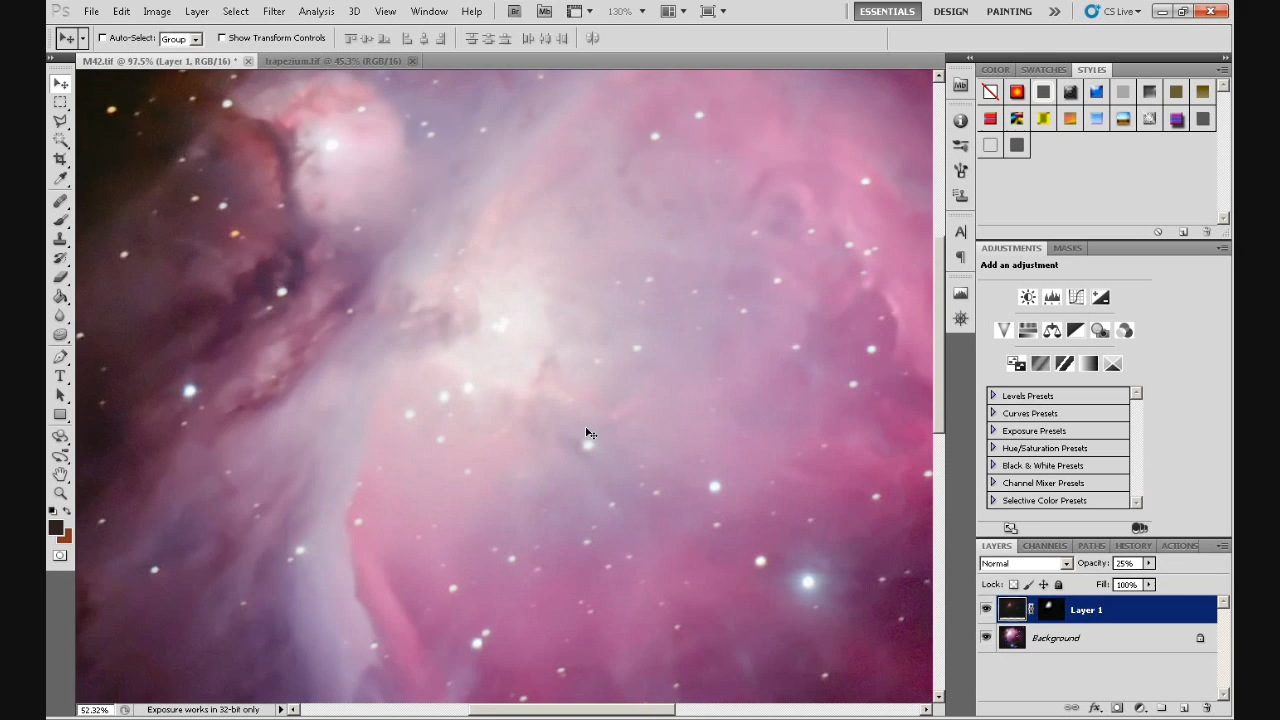 Ps File Edit Image Layer Select Filter Analysis 3D View Window Help Br Mb 130% ESSENTIALS DESIGN PAINTING CS Live
Auto-Select: Group Show Transform Controls
M42.tif @ 97.5% (Layer 1, RGB/16) * trapezium.tif @ 45.3% (RGB/16)
COLOR SWATCHES STYLES
Mb
ADJUSTMENTS MASKS
Add an adjustment
Levels Presets
Curves Presets
Exposure Presets
Hue/Saturation Presets
Black & White Presets
Channel Mixer Presets
Selective Color Presets
LAYERS CHANNELS PATHS HISTORY ACTIONS
Normal Opacity: 25%
Lock: Fill: 100%
Layer 1
Background
52.32% Exposure works in 32-bit only